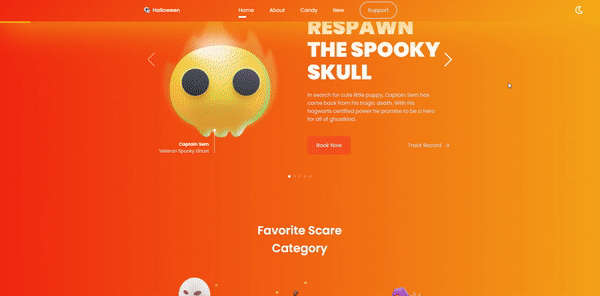 Halloween
Home
About
Candy
New
Support
RESPAWN
THE SPOOKY
SKULL
In search for cute little puppy, Captain Sem has
come back from his tragic death. With his
hogwarts certified power he promise to be a hero
for all of ghostkind.
Captain Sem
Veteran Spooky Ghost
Book Now
Track Record →
Favorite Scare
Category